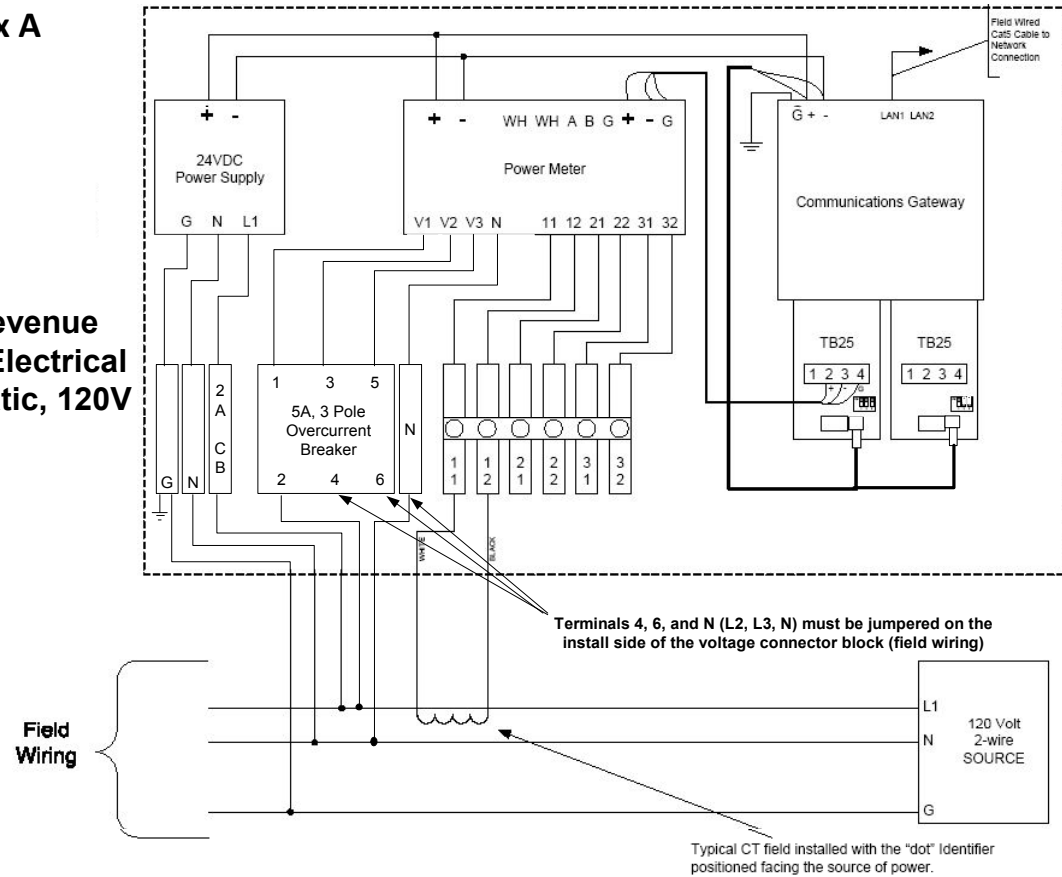 x A
Field Wired
Cat5 Cable to
Network
Connection
+ -
24VDC
Power Supply
G N L1
+ - WH WH A B G + - G
Power Meter
V1 V2 V3 N 11 12 21 22 31 32
G + -
LAN1 LAN2
Communications Gateway
TB25
1 2 3 4
+ - G
TB25
1 2 3 4
evenue
Electrical
tic, 120V
G
N
2
A
C
B
1 3 5
5A, 3 Pole
Overcurrent
Breaker
2 4 6
N
1
1
1
2
2
1
2
2
3
1
3
2
WHITE
BLACK
Terminals 4, 6, and N (L2, L3, N) must be jumpered on the
install side of the voltage connector block (field wiring)
Field
Wiring
L1
N
G
120 Volt
2-wire
SOURCE
Typical CT field installed with the "dot" Identifier
positioned facing the source of power.